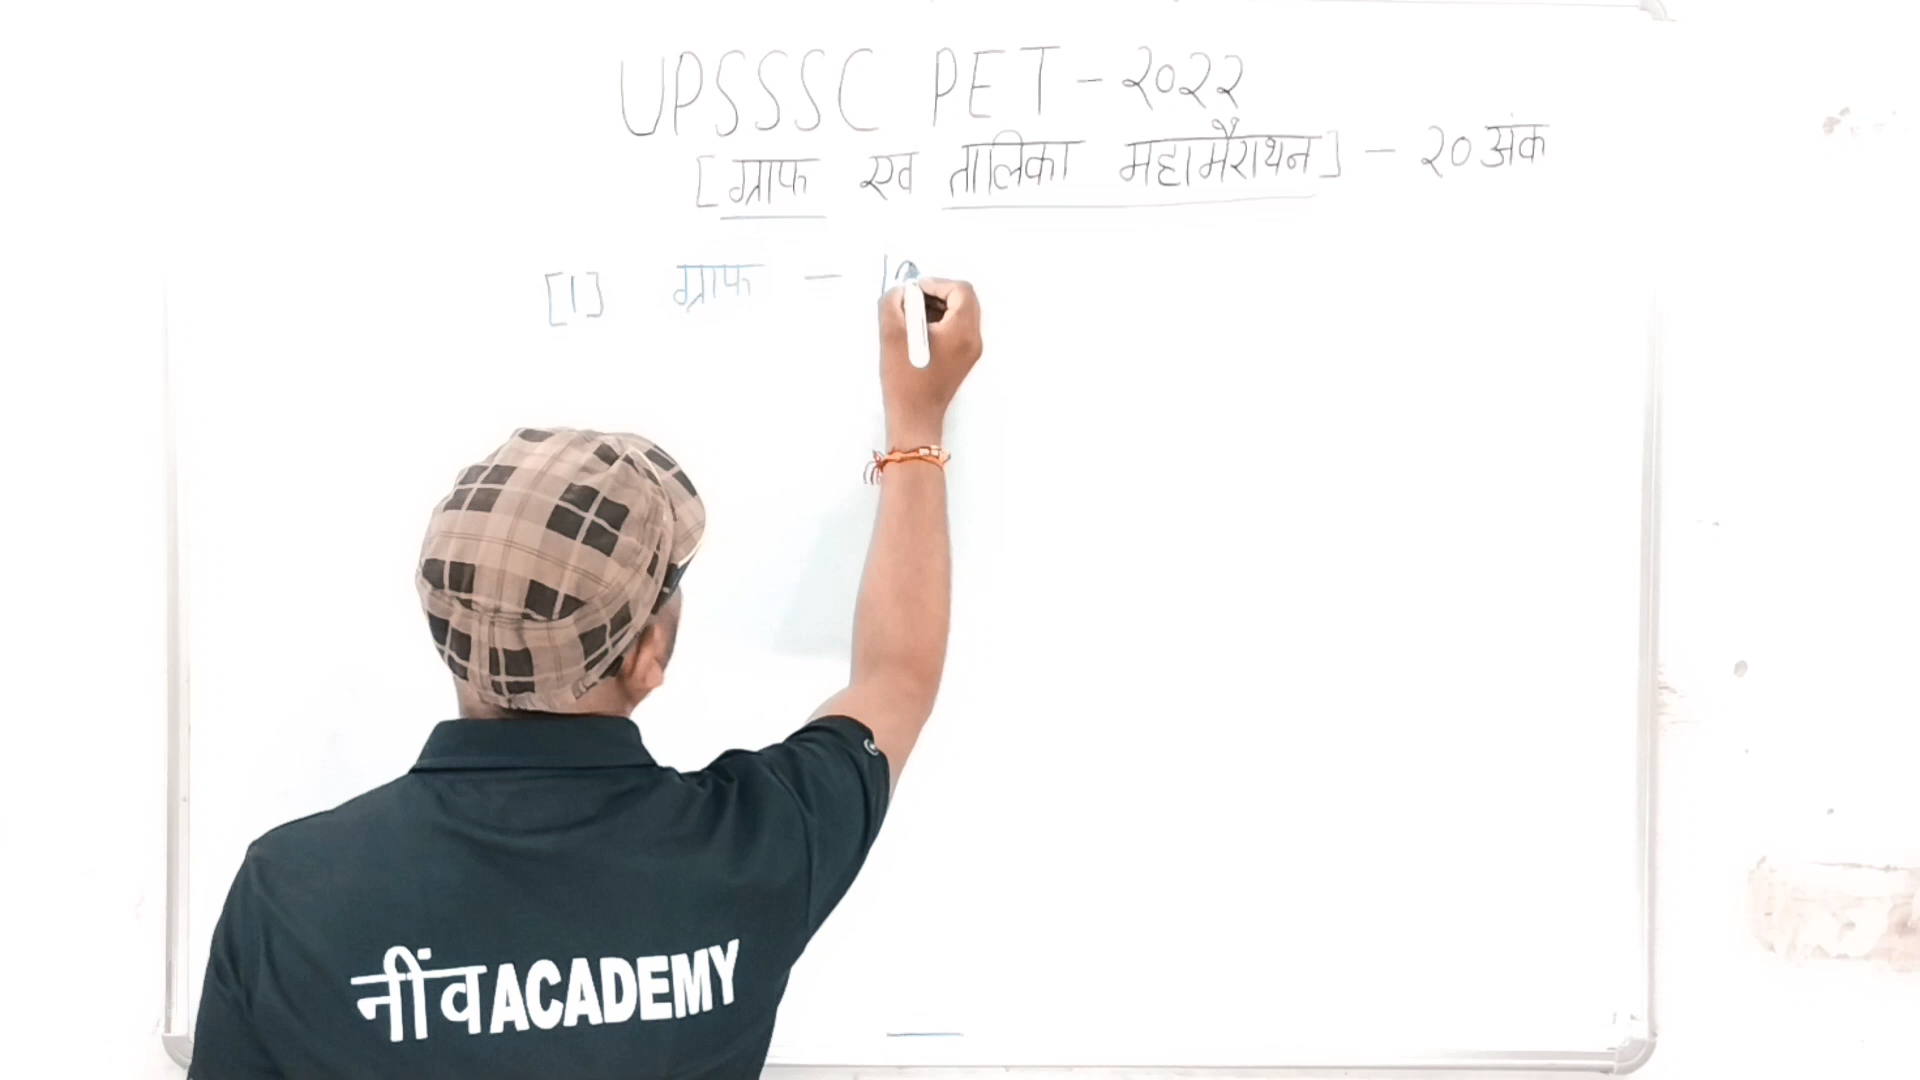 UPSSSC PET - २०२२
[ग्राफ एव तालिका महामैराथन] - २० अंक
[1] ग्राफ -
नींव ACADEMY